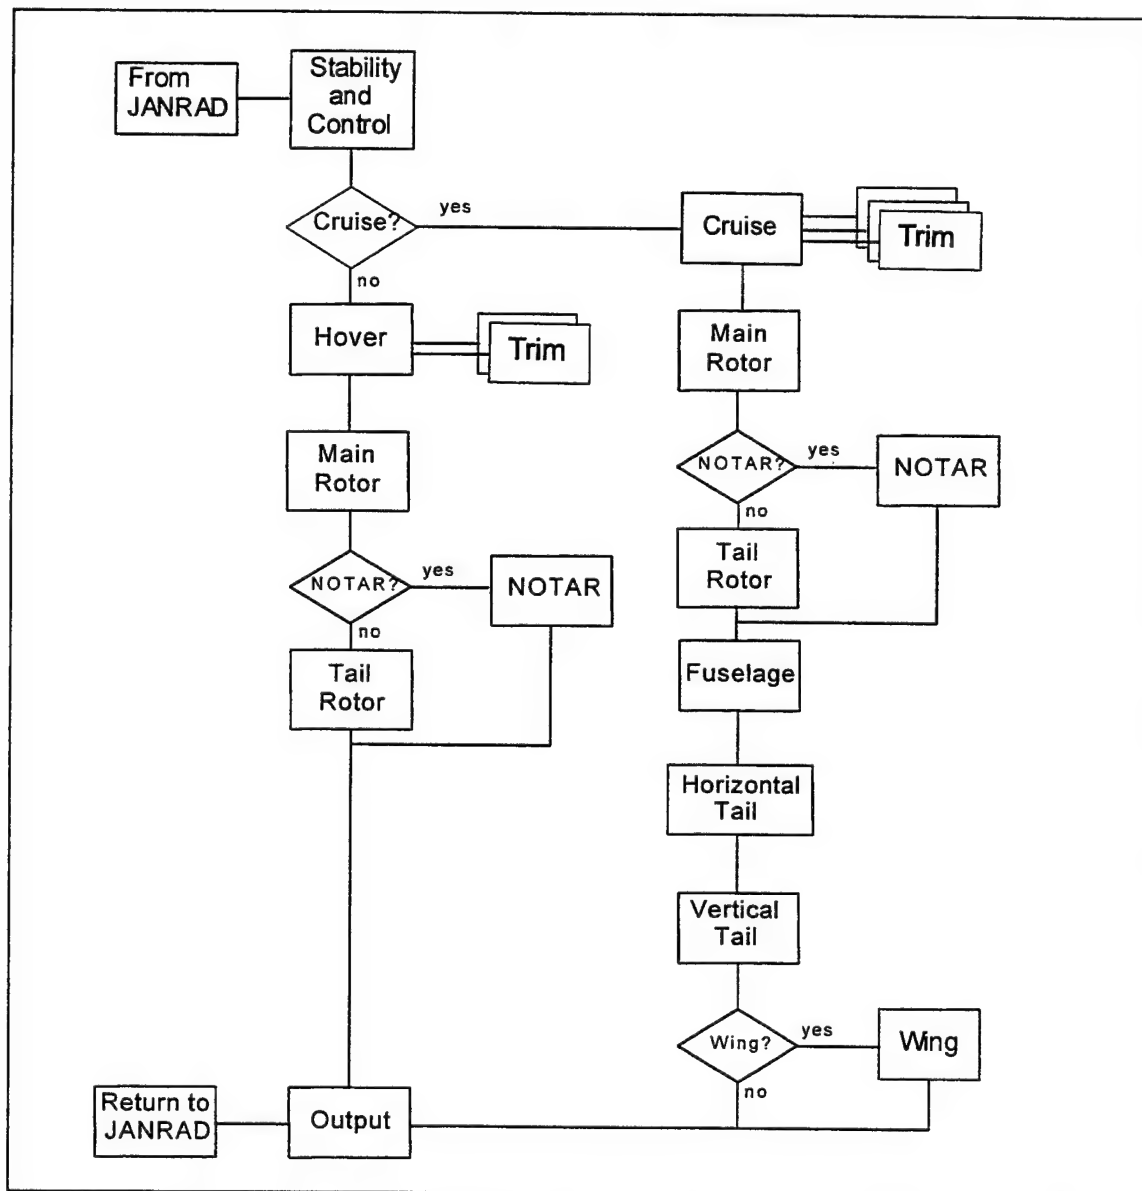 From
JANRAD
Stability
and
Control
Cruise?
yes
no
Cruise
Trim
Hover
Trim
Main
Rotor
NOTAR?
yes
no
NOTAR
Tail
Rotor
Main
Rotor
NOTAR?
yes
no
NOTAR
Tail
Rotor
Fuselage
Horizontal
Tail
Vertical
Tail
Wing?
yes
no
Wing
Return to
JANRAD
Output